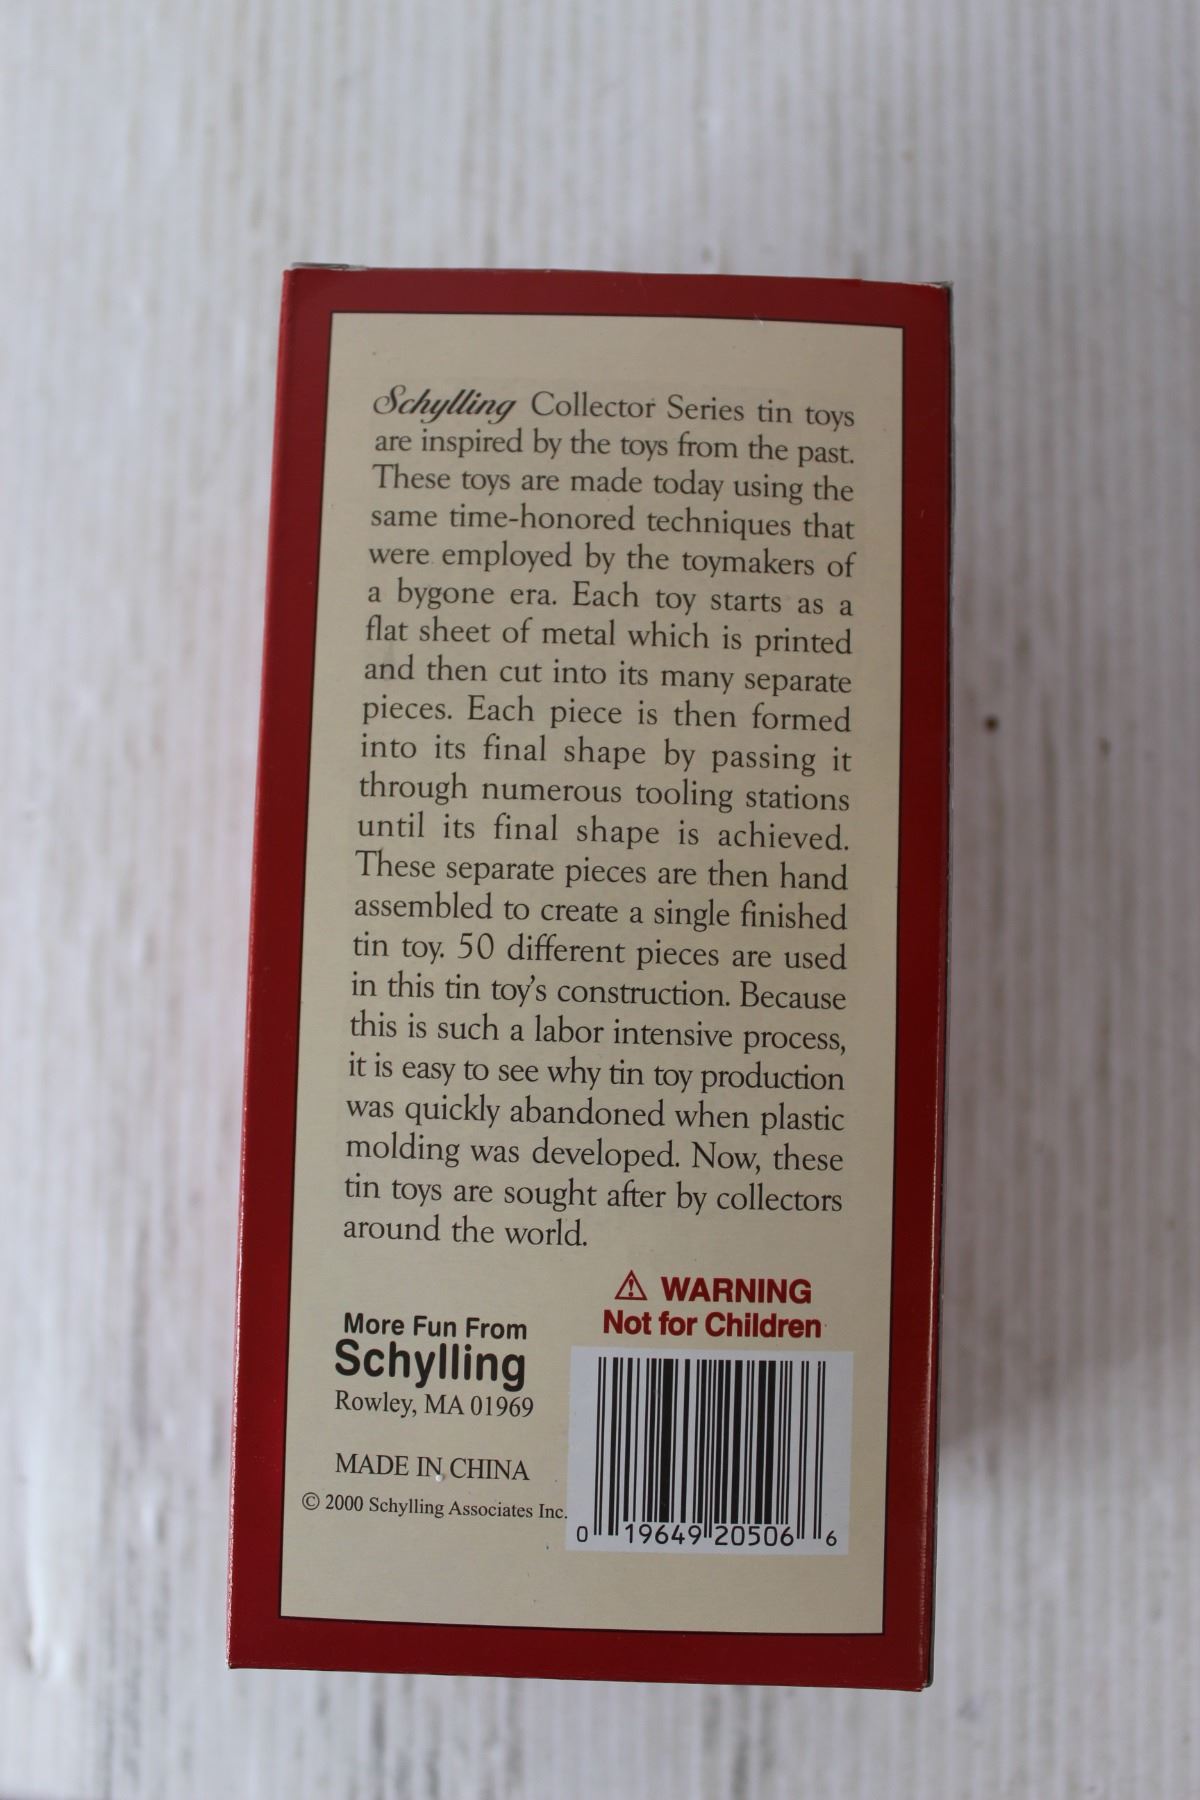 Schylling Collector Series tin toys
are inspired by the toys from the past.
These toys are made today using the
same time-honored techniques that
were employed by the toymakers of
a bygone era. Each toy starts as a
flat sheet of metal which is printed
and then cut into its many separate
pieces. Each piece is then formed
into its final shape by passing it
through numerous tooling stations
until its final shape is achieved.
These separate pieces are then hand
assembled to create a single finished
tin toy. 50 different pieces are used
in this tin toy's construction. Because
this is such a labor intensive process,
it is easy to see why tin toy production
was quickly abandoned when plastic
molding was developed. Now, these
tin toys are sought after by collectors
around the world.
WARNING
Not for Children
More Fun From
Schylling
Rowley, MA 01969
MADE IN CHINA
© 2000 Schylling Associates Inc.
0 19649 20506 6